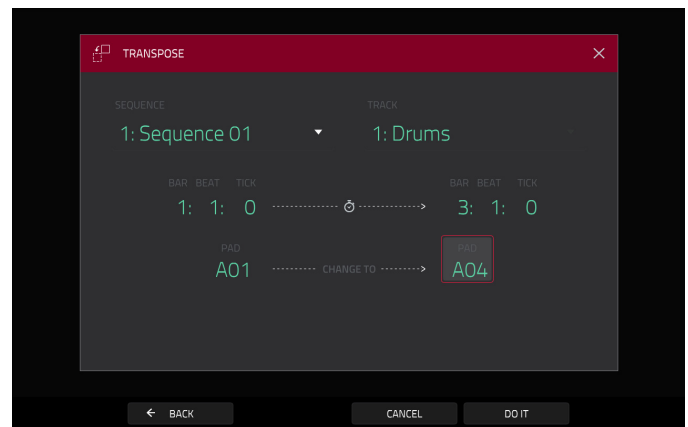 TRANSPOSE
SEQUENCE TRACK
1: Sequence 01 1: Drums
BAR BEAT TICK BAR BEAT TICK
1: 1: 0 3: 1: 0
PAD PAD
A01 CHANGE TO A04
BACK CANCEL DO IT